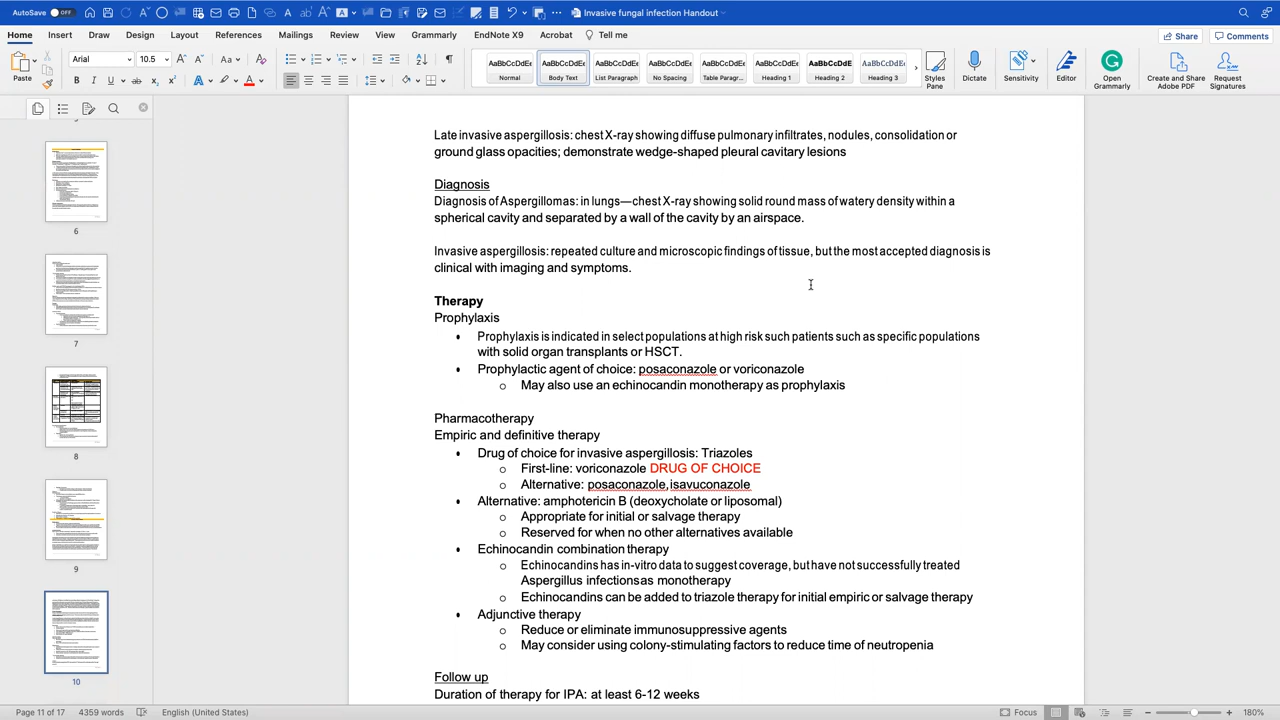 AutoSave OFF
Invasive fungal infection Handout
Home Insert Draw Design Layout References Mailings Review View Grammarly EndNote X9 Acrobat Tell me
Share Comments
Paste
Arial 10.5
AaBbCcDdE Normal
AaBbCcDdE Body Text
AaBbCcDdE List Paragraph
AaBbCcDdE No Spacing
AaBbCcDdE Table Paragr...
AaBbCcDdE Heading 1
AaBbCcDdE Heading 2
AaBbCcDdEe Heading 3
Styles Pane
Dictate
Sensitivity
Editor
Open Grammarly
Create and Share Adobe PDF
Request Signatures
Late invasive aspergillosis: chest X-ray showing diffuse pulmonary infiltrates, nodules, consolidation or
ground glass opacities; demonstrate wedge-shaped pleural cavitary lesions
Diagnosis
Diagnosis of Aspergillomas: in lungs—chest X-ray showing solid round mass of watery density within a
spherical cavity and separated by a wall of the cavity by an airspace.
Invasive aspergillosis: repeated culture and microscopic findings of tissue, but the most accepted diagnosis is
clinical with imaging and symptoms.
Therapy
Prophylaxis
• Prophylaxis is indicated in select populations at high risk such patients such as specific populations
with solid organ transplants or HSCT.
• Prophylactic agent of choice: posaconazole or voriconazole
o May also use an echinocandin monotherapy as prophylaxis
Pharmacotherapy
Empiric and definitive therapy
• Drug of choice for invasive aspergillosis: Triazoles
o First-line: voriconazole DRUG OF CHOICE
o Alternative: posaconazole, isavuconazole
• Alternate: amphotericin B (deoxycholate or liposomal)
o Appropriate for initial or salvage therapy
o Reserved for when no other alternatives available
• Echinocandin combination therapy
o Echinocandins has in-vitro data to suggest coverage, but have not successfully treated
Aspergillus infections as monotherapy
o Echinocandins can be added to triazole therapy for initial empiric or salvage therapy
• Supportive therapy
o Reduce or eliminate immunosuppressive agents
o May consider using colony-stimulating factors to reduce time of neutropenia
Follow up
Duration of therapy for IPA: at least 6-12 weeks
6
7
8
9
10
Page 11 of 17 4359 words English (United States) Focus 180%